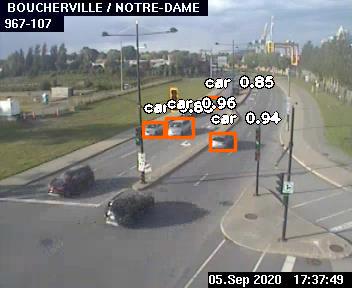 BOUCHERVILLE / NOTRE-DAME
967-107
car 0.85
car 0.96
car 0.94
05.Sep 2020 17:37:49